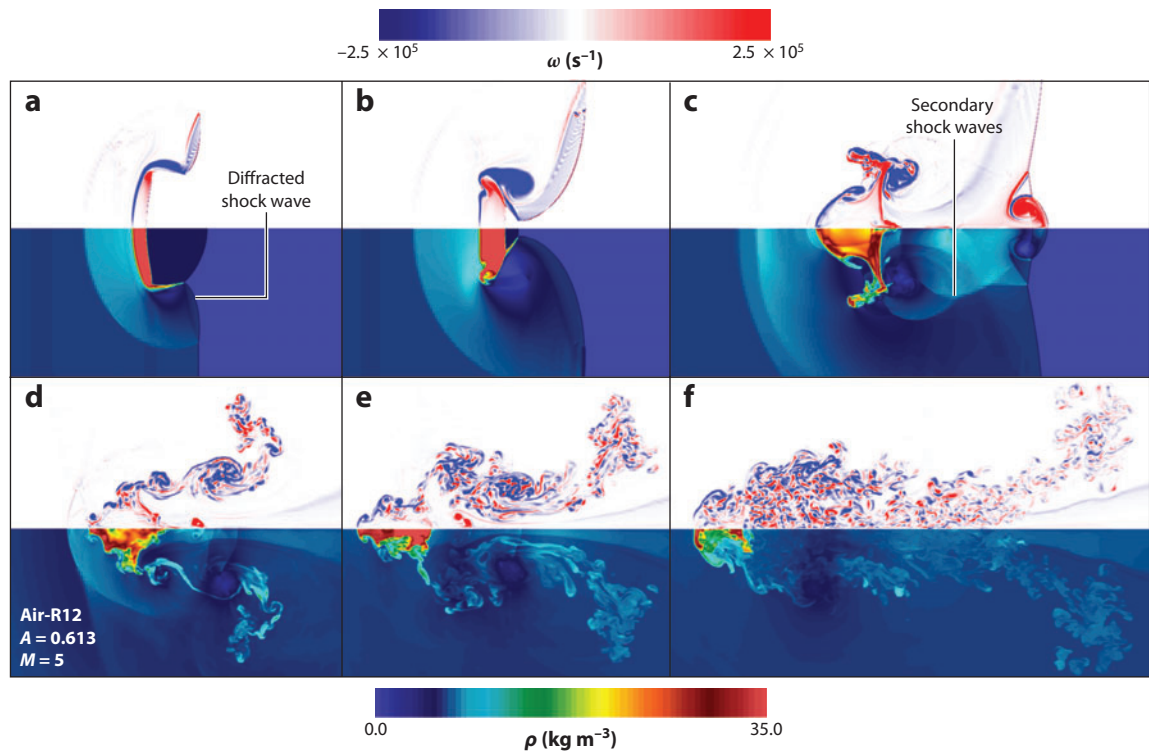 −2.5 × 10⁵
2.5 × 10⁵
ω (s⁻¹)
a
b
c
Diffracted
shock wave
Secondary
shock waves
d
e
f
Air-R12
A = 0.613
M = 5
0.0
35.0
ρ (kg m⁻³)